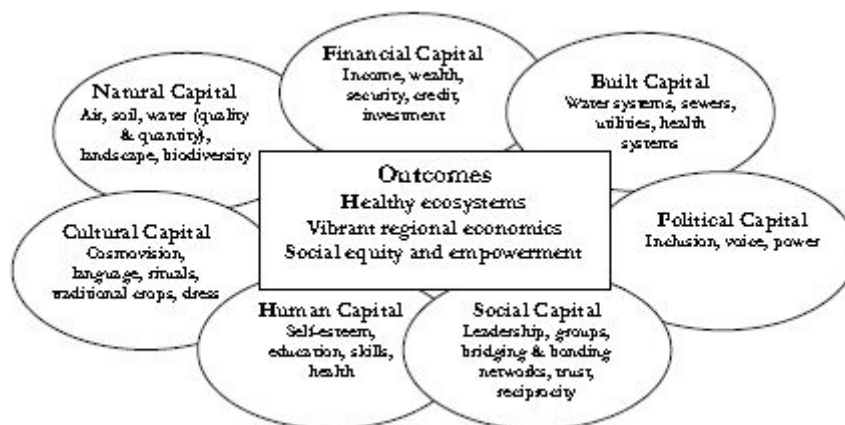 Financial Capital
Income, wealth,
security, credit,
investment
Natural Capital
Air, soil, water (quality
& quantity),
landscape, biodiversity
Built Capital
Water systems, sewers,
utilities, health
systems
Outcomes
Healthy ecosystems
Vibrant regional economics
Social equity and empowerment
Cultural Capital
Cosmovision,
language, rituals,
traditional crops, dress
Political Capital
Inclusion, voice, power
Human Capital
Self-esteem,
education, skills,
health
Social Capital
Leadership, groups,
bridging & bonding
networks, trust,
reciprocity